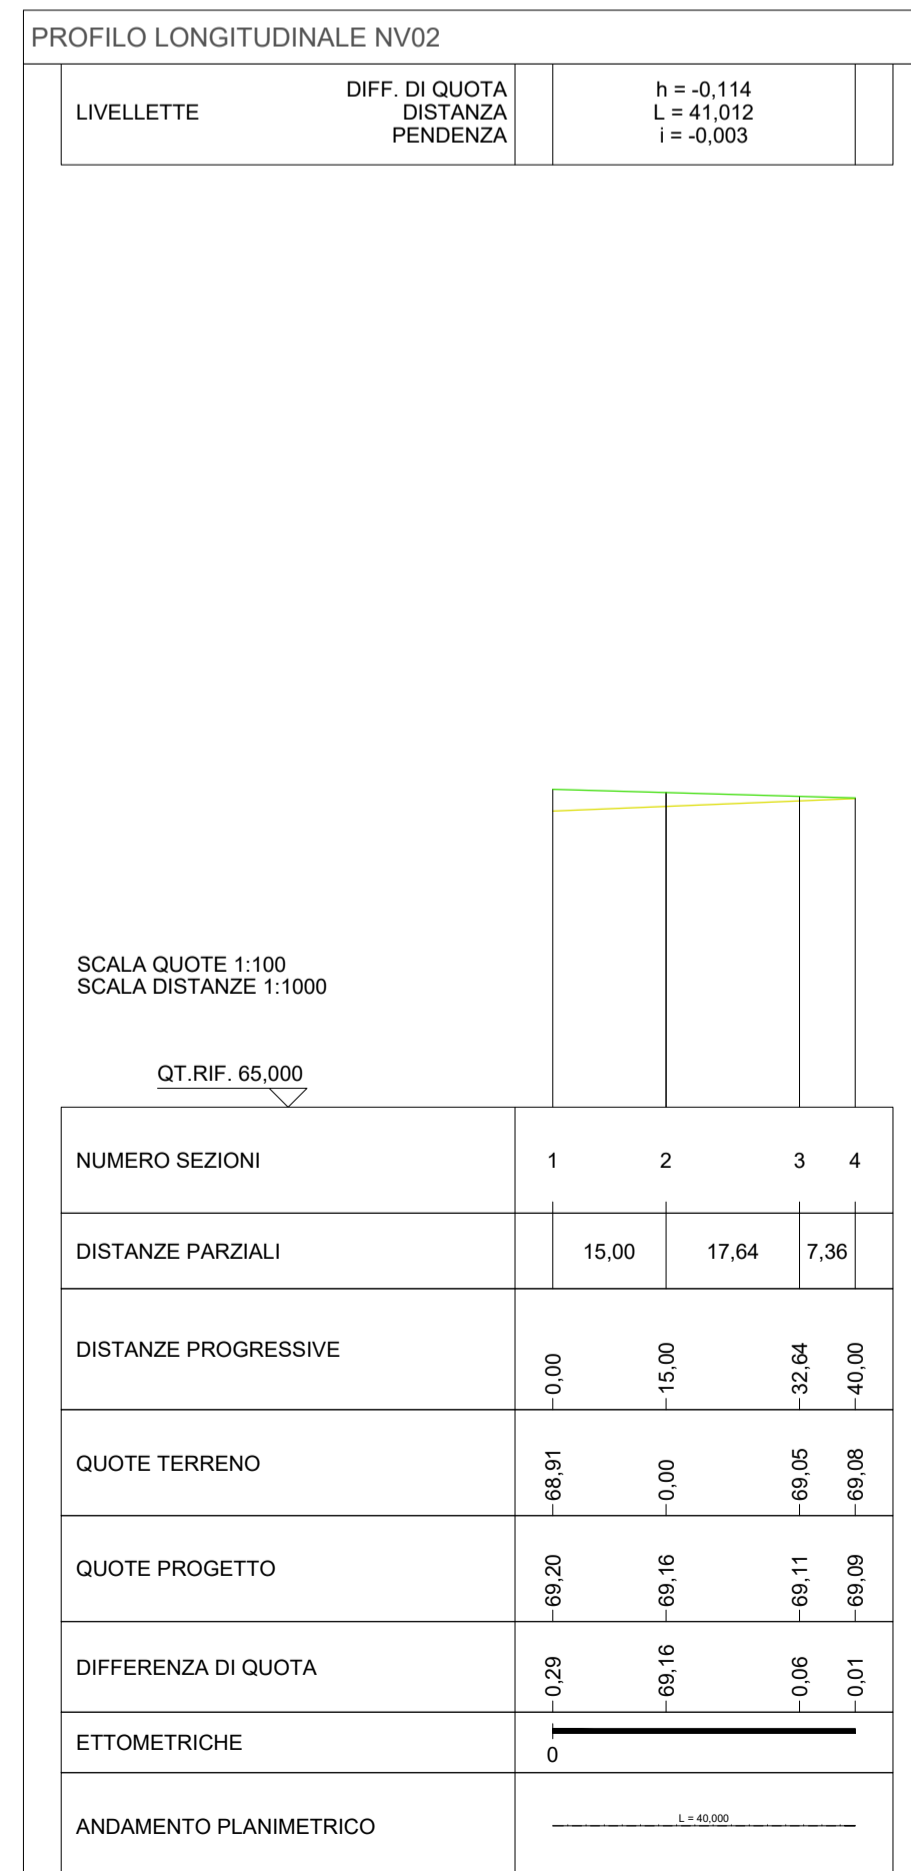 PROFILO LONGITUDINALE NV02
LIVELLETTE
DIFF. DI QUOTA
DISTANZA
PENDENZA
h = -0,114
L = 41,012
i = -0,003
SCALA QUOTE 1:100
SCALA DISTANZE 1:1000
QT.RIF. 65,000
NUMERO SEZIONI 1 2 3 4
DISTANZE PARZIALI 15,00 17,64 7,36
DISTANZE PROGRESSIVE 0,00 15,00 32,64 40,00
QUOTE TERRENO 68,91 0,00 69,05 69,08
QUOTE PROGETTO 69,20 69,16 69,11 69,09
DIFFERENZA DI QUOTA 0,29 69,16 0,06 0,01
ETTOMETRICHE 0
ANDAMENTO PLANIMETRICO L = 40,000